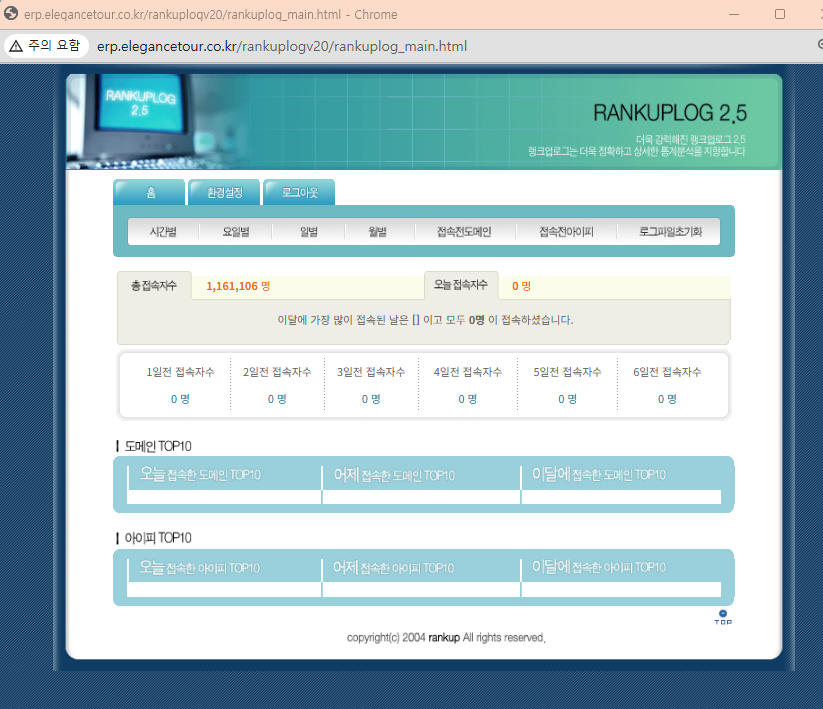 erp.elegancetour.co.kr/rankuplogv20/rankuplog_main.html - Chrome
주의 요함 erp.elegancetour.co.kr/rankuplogv20/rankuplog_main.html
RANKUPLOG 2.5
RANKUPLOG 2.5
더욱 강력해진 랭크업로그 2.5
랭크업로그는 더욱 정확하고 상세한 통계분석을 지향합니다
홈 환경설정 로그아웃
시간별 요일별 일별 월별 접속전도메인 접속전아이피 로그파일초기화
총 접속자수 1,161,106 명 오늘 접속자수 0 명
이달에 가장 많이 접속된 날은 [] 이고 모두 0명 이 접속하셨습니다.
1일전 접속자수 2일전 접속자수 3일전 접속자수 4일전 접속자수 5일전 접속자수 6일전 접속자수
0 명 0 명 0 명 0 명 0 명 0 명
도메인 TOP10
오늘 접속한 도메인 TOP10 어제 접속한 도메인 TOP10 이달에 접속한 도메인 TOP10
아이피 TOP10
오늘 접속한 아이피 TOP10 어제 접속한 아이피 TOP10 이달에 접속한 아이피 TOP10
TOP
copyright(c) 2004 rankup All rights reserved.